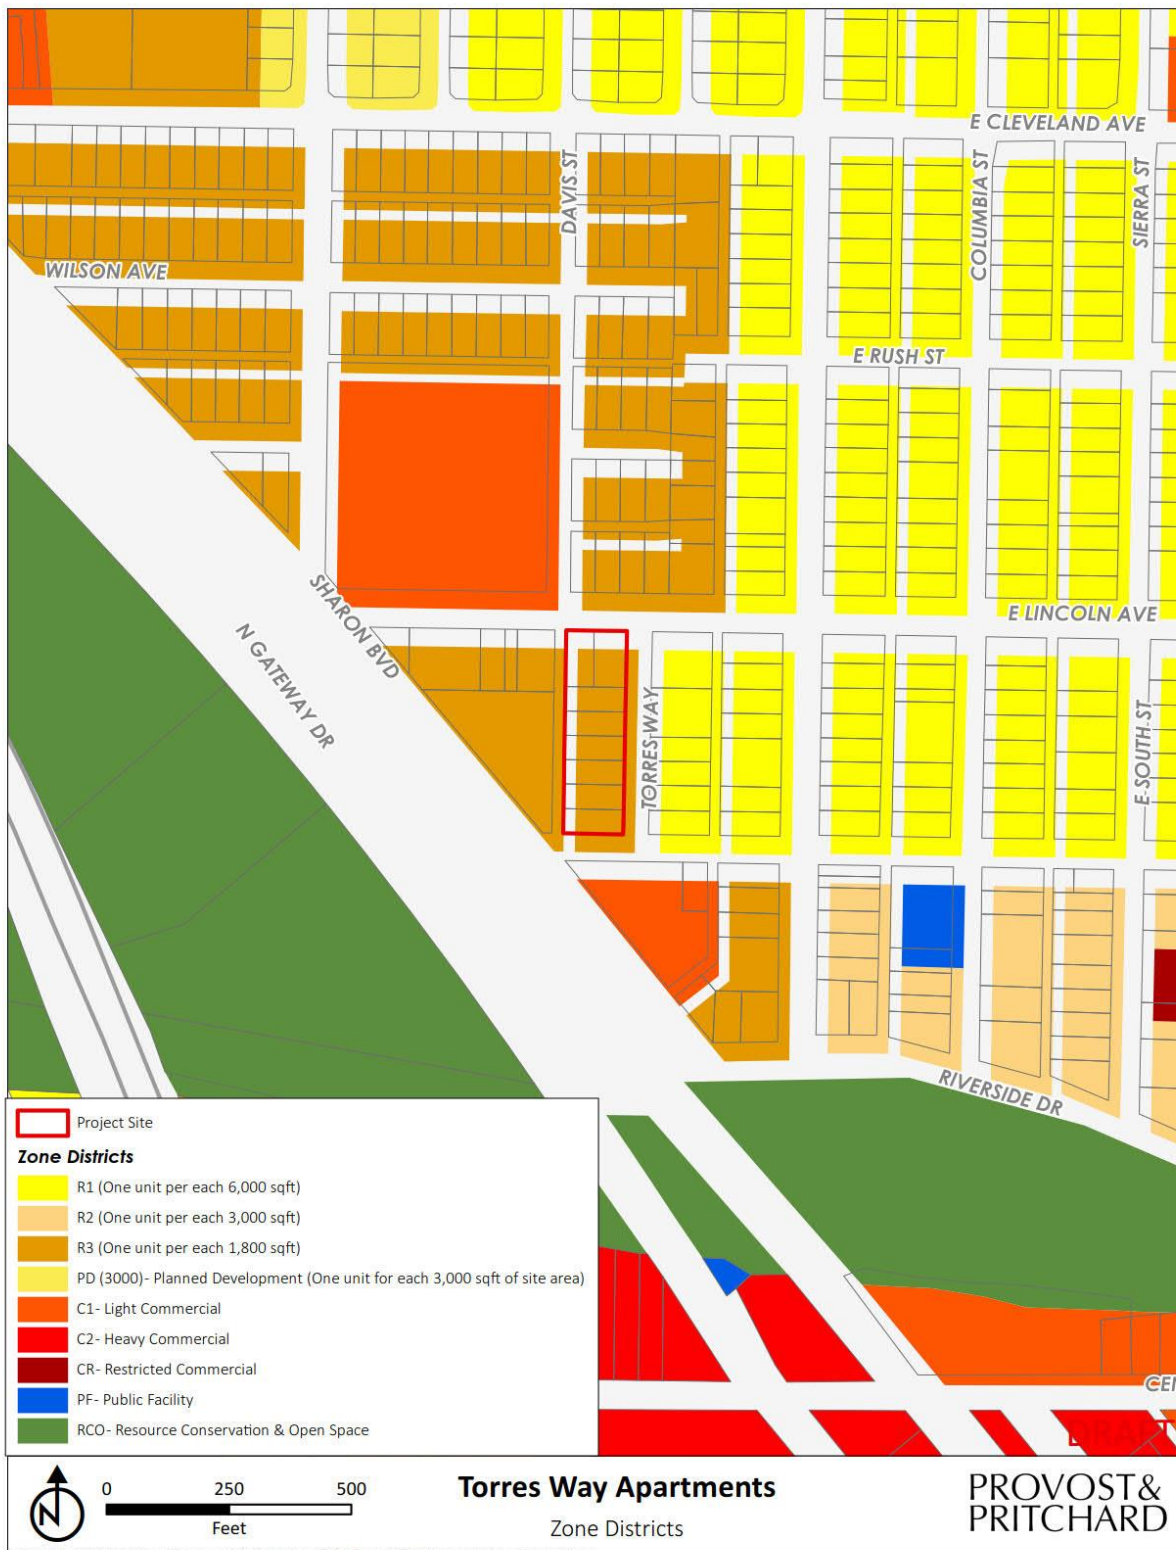 E CLEVELAND AVE
DAVIS ST
COLUMBIA ST
SIERRA ST
WILSON AVE
E RUSH ST
E LINCOLN AVE
SHARON BVD
N GATEWAY DR
TORRES WAY
E SOUTH ST
RIVERSIDE DR
Project Site
Zone Districts
R1 (One unit per each 6,000 sqft)
R2 (One unit per each 3,000 sqft)
R3 (One unit per each 1,800 sqft)
PD (3000)- Planned Development (One unit for each 3,000 sqft of site area)
C1- Light Commercial
C2- Heavy Commercial
CR- Restricted Commercial
PF- Public Facility
RCO- Resource Conservation & Open Space
CE
DRAFT
N
0 250 500
Feet
Torres Way Apartments
Zone Districts
PROVOST&
PRITCHARD